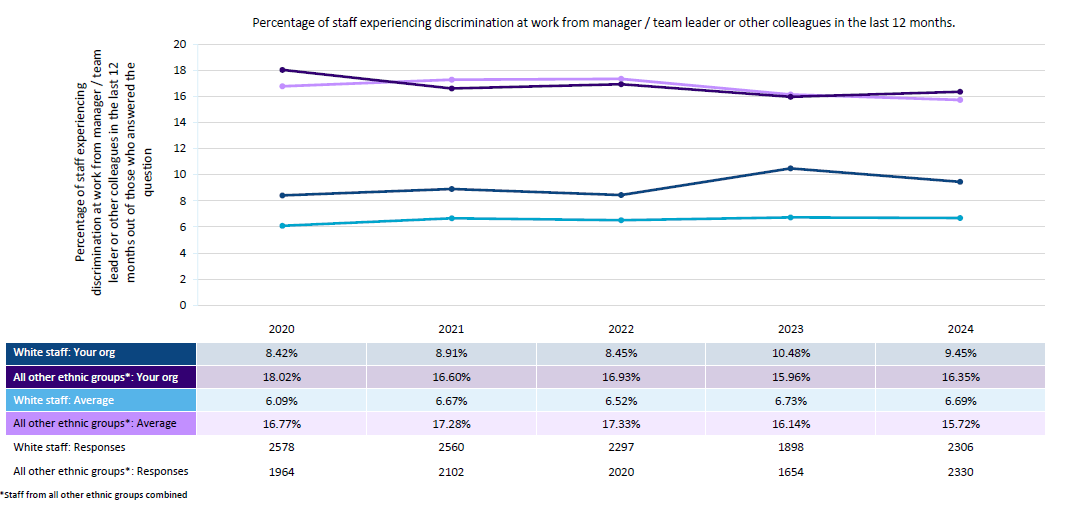 Percentage of staff experiencing discrimination at work from manager / team leader or other colleagues in the last 12 months.
Percentage of staff experiencing
discrimination at work from manager / team
leader or other colleagues in the last 12
months out of those who answered the
question
20
18
16
14
12
10
8
6
4
2
0
2020 2021 2022 2023 2024
White staff: Your org 8.42% 8.91% 8.45% 10.48% 9.45%
All other ethnic groups*: Your org 18.02% 16.60% 16.93% 15.96% 16.35%
White staff: Average 6.09% 6.67% 6.52% 6.73% 6.69%
All other ethnic groups*: Average 16.77% 17.28% 17.33% 16.14% 15.72%
White staff: Responses 2578 2560 2297 1898 2306
All other ethnic groups*: Responses 1964 2102 2020 1654 2330
*Staff from all other ethnic groups combined